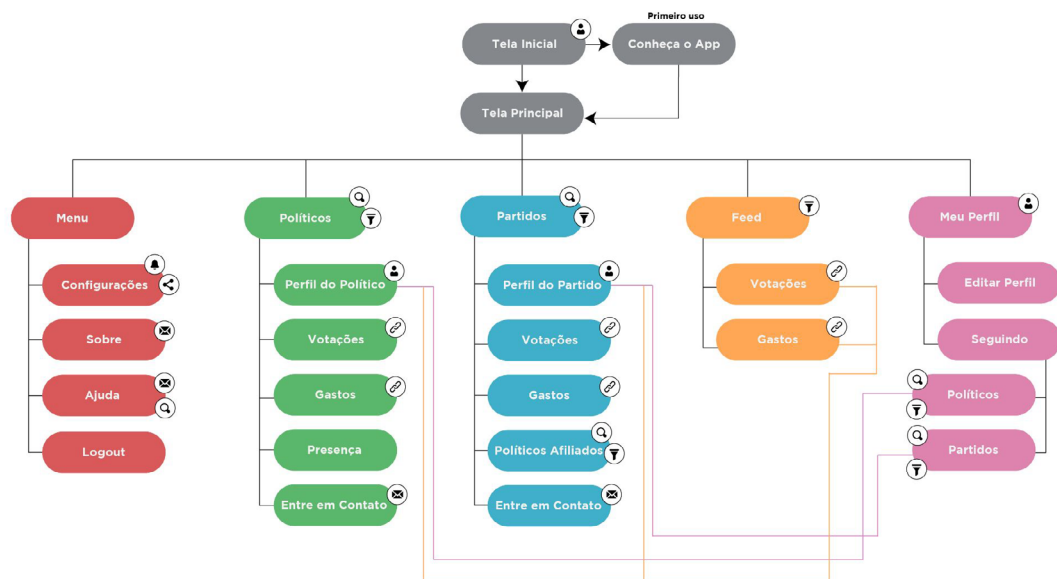 Primeiro uso
Tela Inicial
Conheça o App
Tela Principal
Menu
Configurações
Sobre
Ajuda
Logout
Políticos
Perfil do Político
Votações
Gastos
Presença
Entre em Contato
Partidos
Perfil do Partido
Votações
Gastos
Políticos Afiliados
Entre em Contato
Feed
Votações
Gastos
Meu Perfil
Editar Perfil
Seguindo
Políticos
Partidos